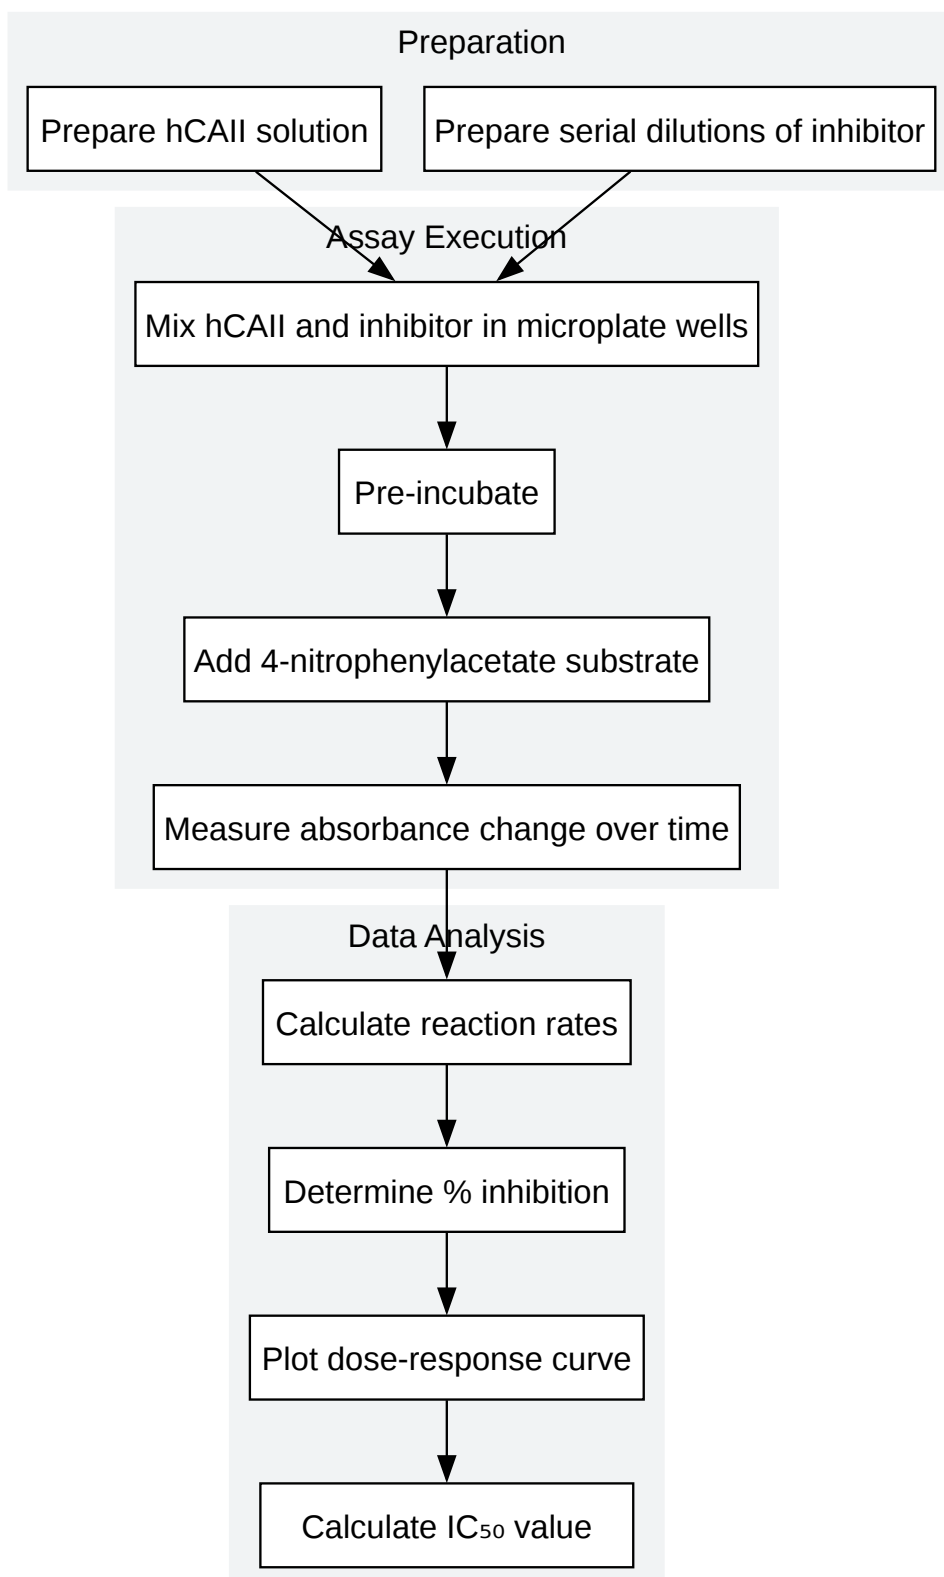 Preparation
Prepare hCAII solution
Prepare serial dilutions of inhibitor
Assay Execution
Mix hCAII and inhibitor in microplate wells
Pre-incubate
Add 4-nitrophenylacetate substrate
Measure absorbance change over time
Data Analysis
Calculate reaction rates
Determine % inhibition
Plot dose-response curve
Calculate IC₅₀ value